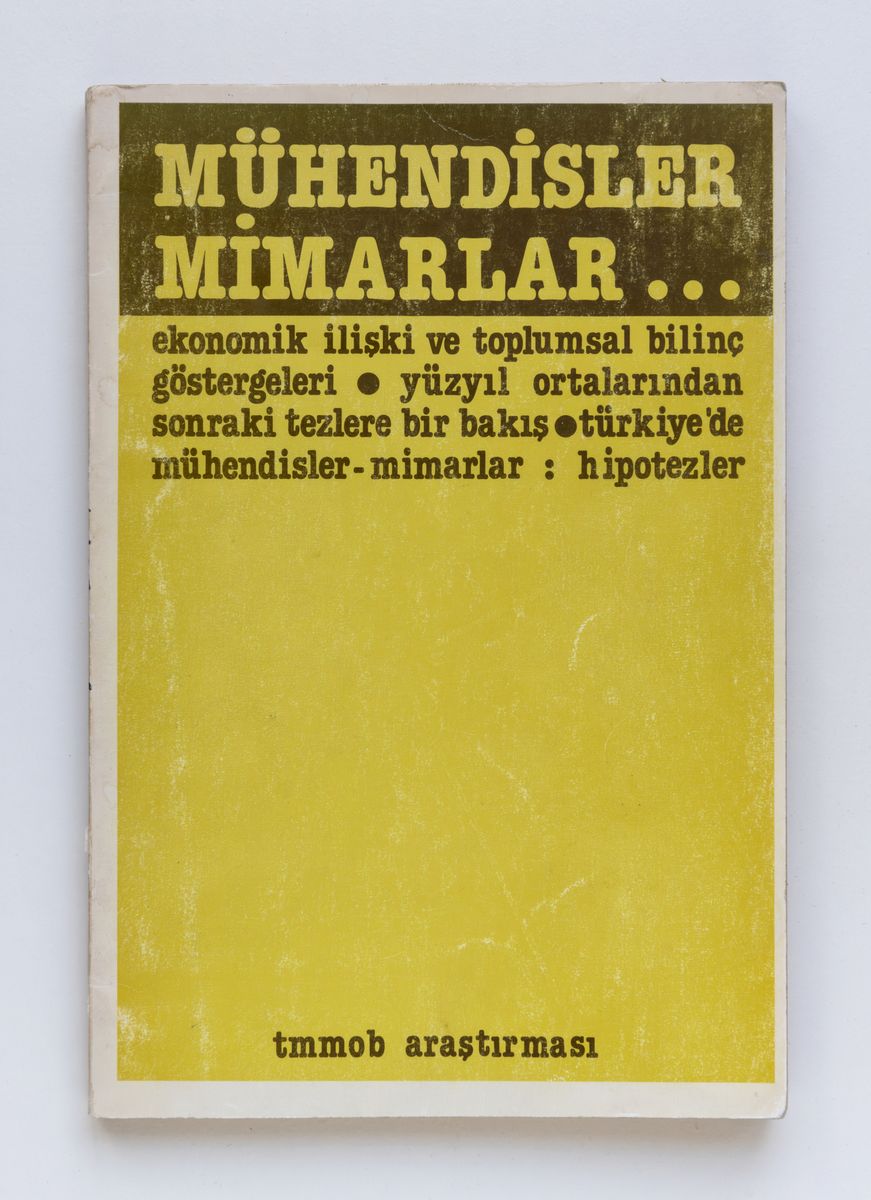 MÜHENDİSLER
MİMARLAR...
ekonomik ilişki ve toplumsal bilinç
göstergeleri ● yüzyıl ortalarından
sonraki tezlere bir bakış ● türkiye'de
mühendisler-mimarlar : hipotezler
tmmob araştırması